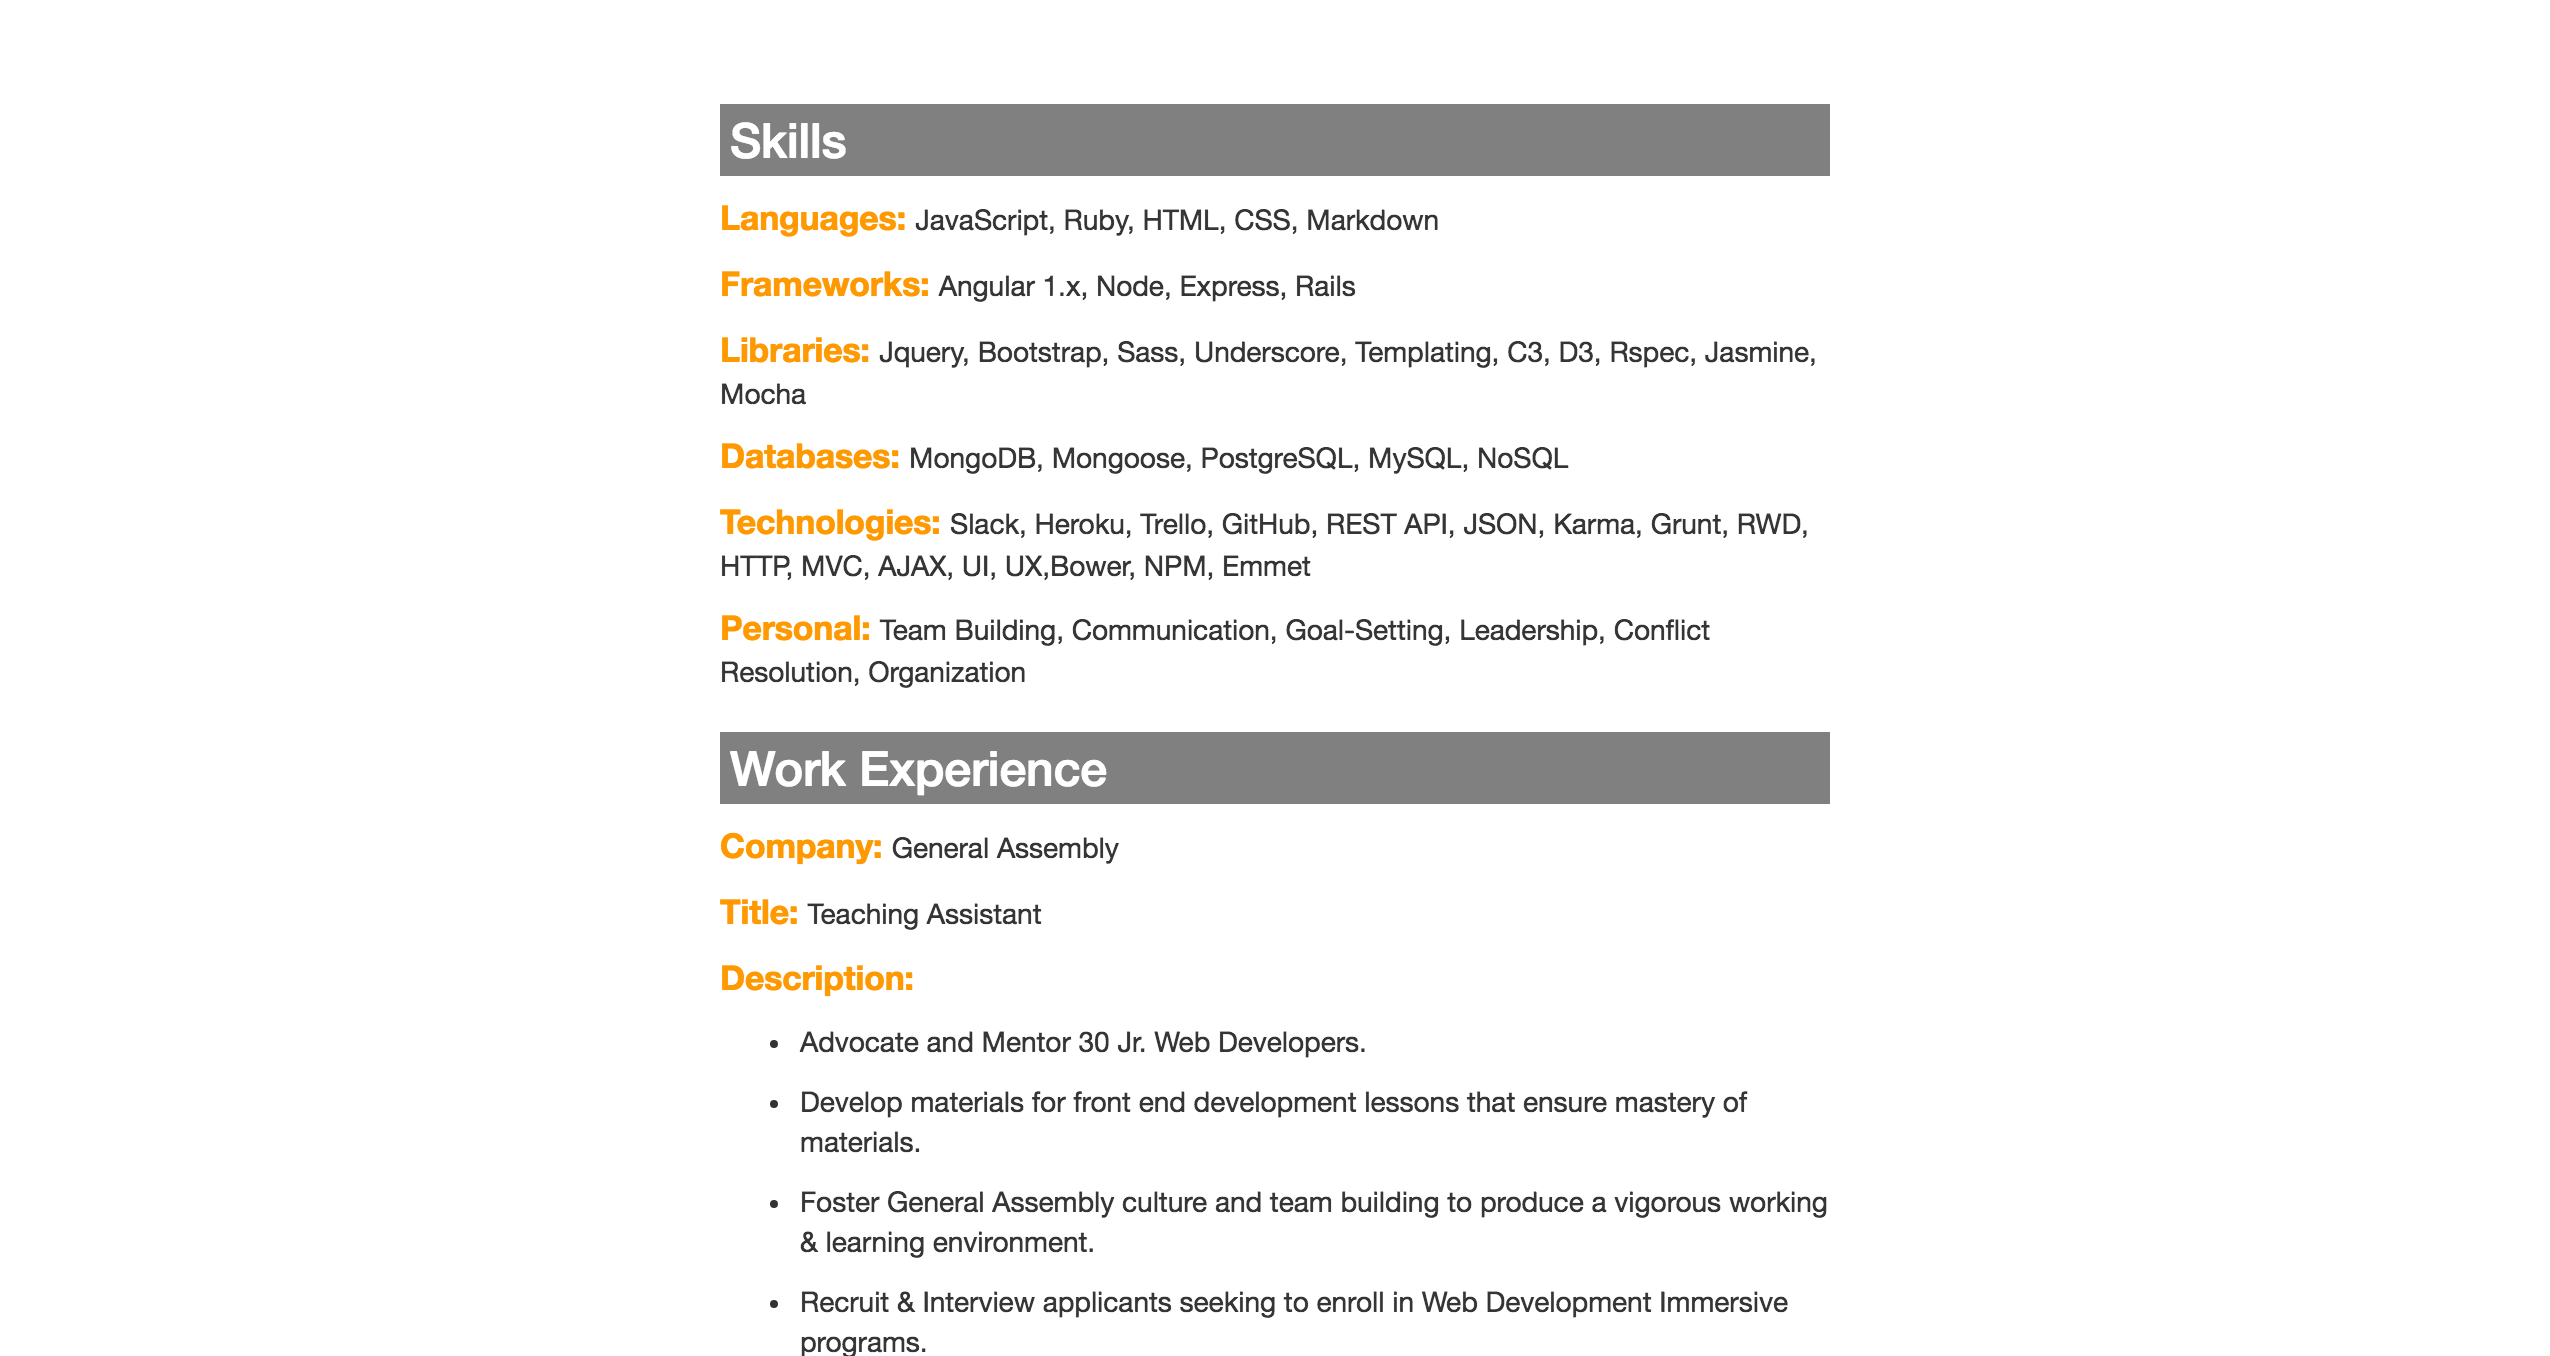 Skills
Languages: JavaScript, Ruby, HTML, CSS, Markdown
Frameworks: Angular 1.x, Node, Express, Rails
Libraries: Jquery, Bootstrap, Sass, Underscore, Templating, C3, D3, Rspec, Jasmine,
Mocha
Databases: MongoDB, Mongoose, PostgreSQL, MySQL, NoSQL
Technologies: Slack, Heroku, Trello, GitHub, REST API, JSON, Karma, Grunt, RWD,
HTTP, MVC, AJAX, UI, UX,Bower, NPM, Emmet
Personal: Team Building, Communication, Goal-Setting, Leadership, Conflict
Resolution, Organization
Work Experience
Company: General Assembly
Title: Teaching Assistant
Description:
• Advocate and Mentor 30 Jr. Web Developers.
• Develop materials for front end development lessons that ensure mastery of
materials.
• Foster General Assembly culture and team building to produce a vigorous working
& learning environment.
• Recruit & Interview applicants seeking to enroll in Web Development Immersive
programs.